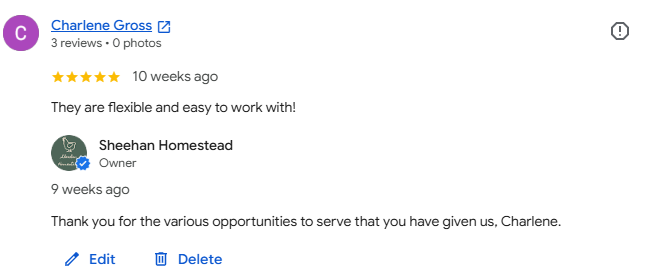 C
Charlene Gross
3 reviews • 0 photos
10 weeks ago
They are flexible and easy to work with!
Sheehan Homestead
Owner
9 weeks ago
Thank you for the various opportunities to serve that you have given us, Charlene.
Edit Delete